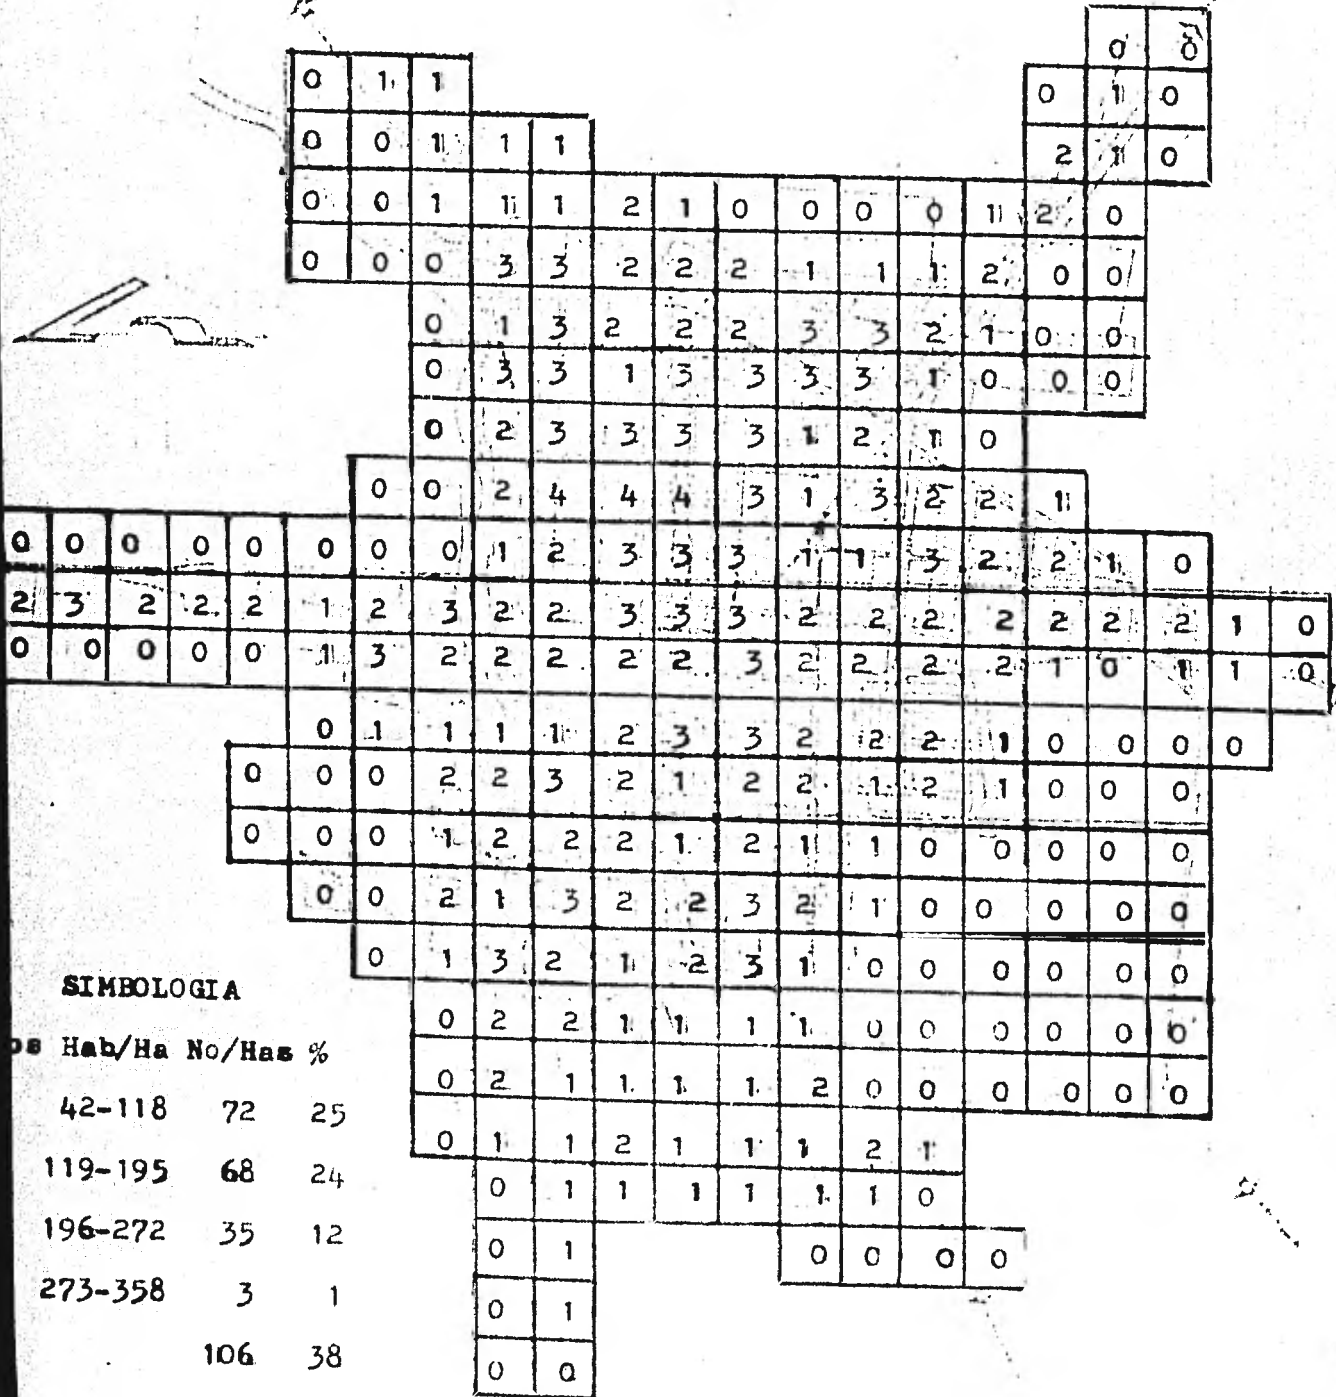 0 0
0 1 1 0 1 0
0 0 1 1 1 2 1 0
0 0 1 1 1 2 1 0 0 0 0 1 2 0
0 0 0 3 3 2 2 2 1 1 1 2 0 0
0 1 3 2 2 2 3 3 2 1 0 0
0 3 3 1 3 3 3 3 1 0 0 0
0 2 3 3 3 3 1 2 1 0
0 0 2 4 4 4 3 1 3 2 2 1
0 0 0 0 0 0 0 0 1 2 3 3 3 1 1 3 2 2 1 0
2 3 2 2 2 1 2 3 2 2 3 3 3 2 2 2 2 2 2 2 1 0
0 0 0 0 0 1 3 2 2 2 2 2 3 2 2 2 2 1 0 1 1 0
0 1 1 1 1 2 3 3 2 2 2 1 0 0 0 0
0 0 0 2 2 3 2 1 2 2 1 2 1 0 0 0
0 0 0 1 2 2 2 1 2 1 1 0 0 0 0 0
0 0 2 1 3 2 2 3 2 1 0 0 0 0 0
0 1 3 2 1 2 3 1 0 0 0 0 0 0
0 2 2 1 1 1 1 0 0 0 0 0 0
0 2 1 1 1 1 2 0 0 0 0 0 0
0 1 1 2 1 1 1 2 1
0 1 1 1 1 1 1 0
0 1 0 0 0 0
0 1
0 0
SIMBOLOGIA
os Hab/Ha No/Has %
42-118 72 25
119-195 68 24
196-272 35 12
273-358 3 1
106 38